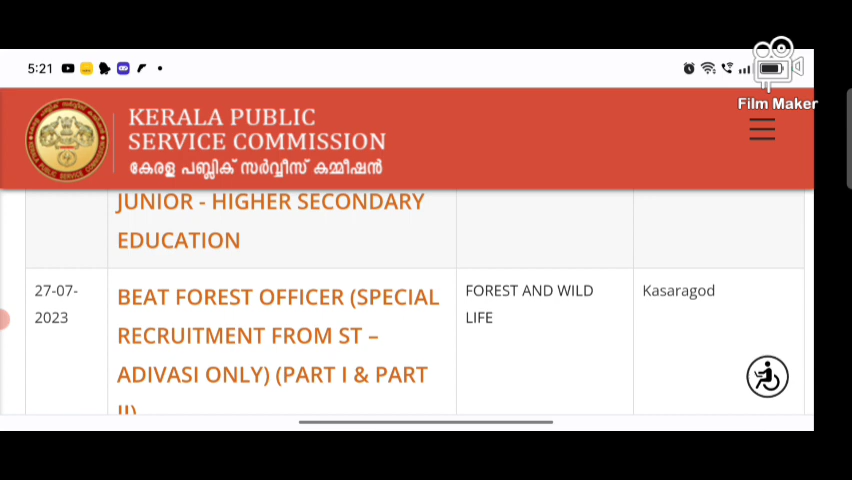 5:21
Film Maker
KERALA PUBLIC
SERVICE COMMISSION
കേരള പബ്ലിക് സർവ്വീസ് കമ്മീഷൻ
JUNIOR - HIGHER SECONDARY
EDUCATION
27-07-
2023
BEAT FOREST OFFICER (SPECIAL
RECRUITMENT FROM ST –
ADIVASI ONLY) (PART I & PART
II)
FOREST AND WILD
LIFE
Kasaragod